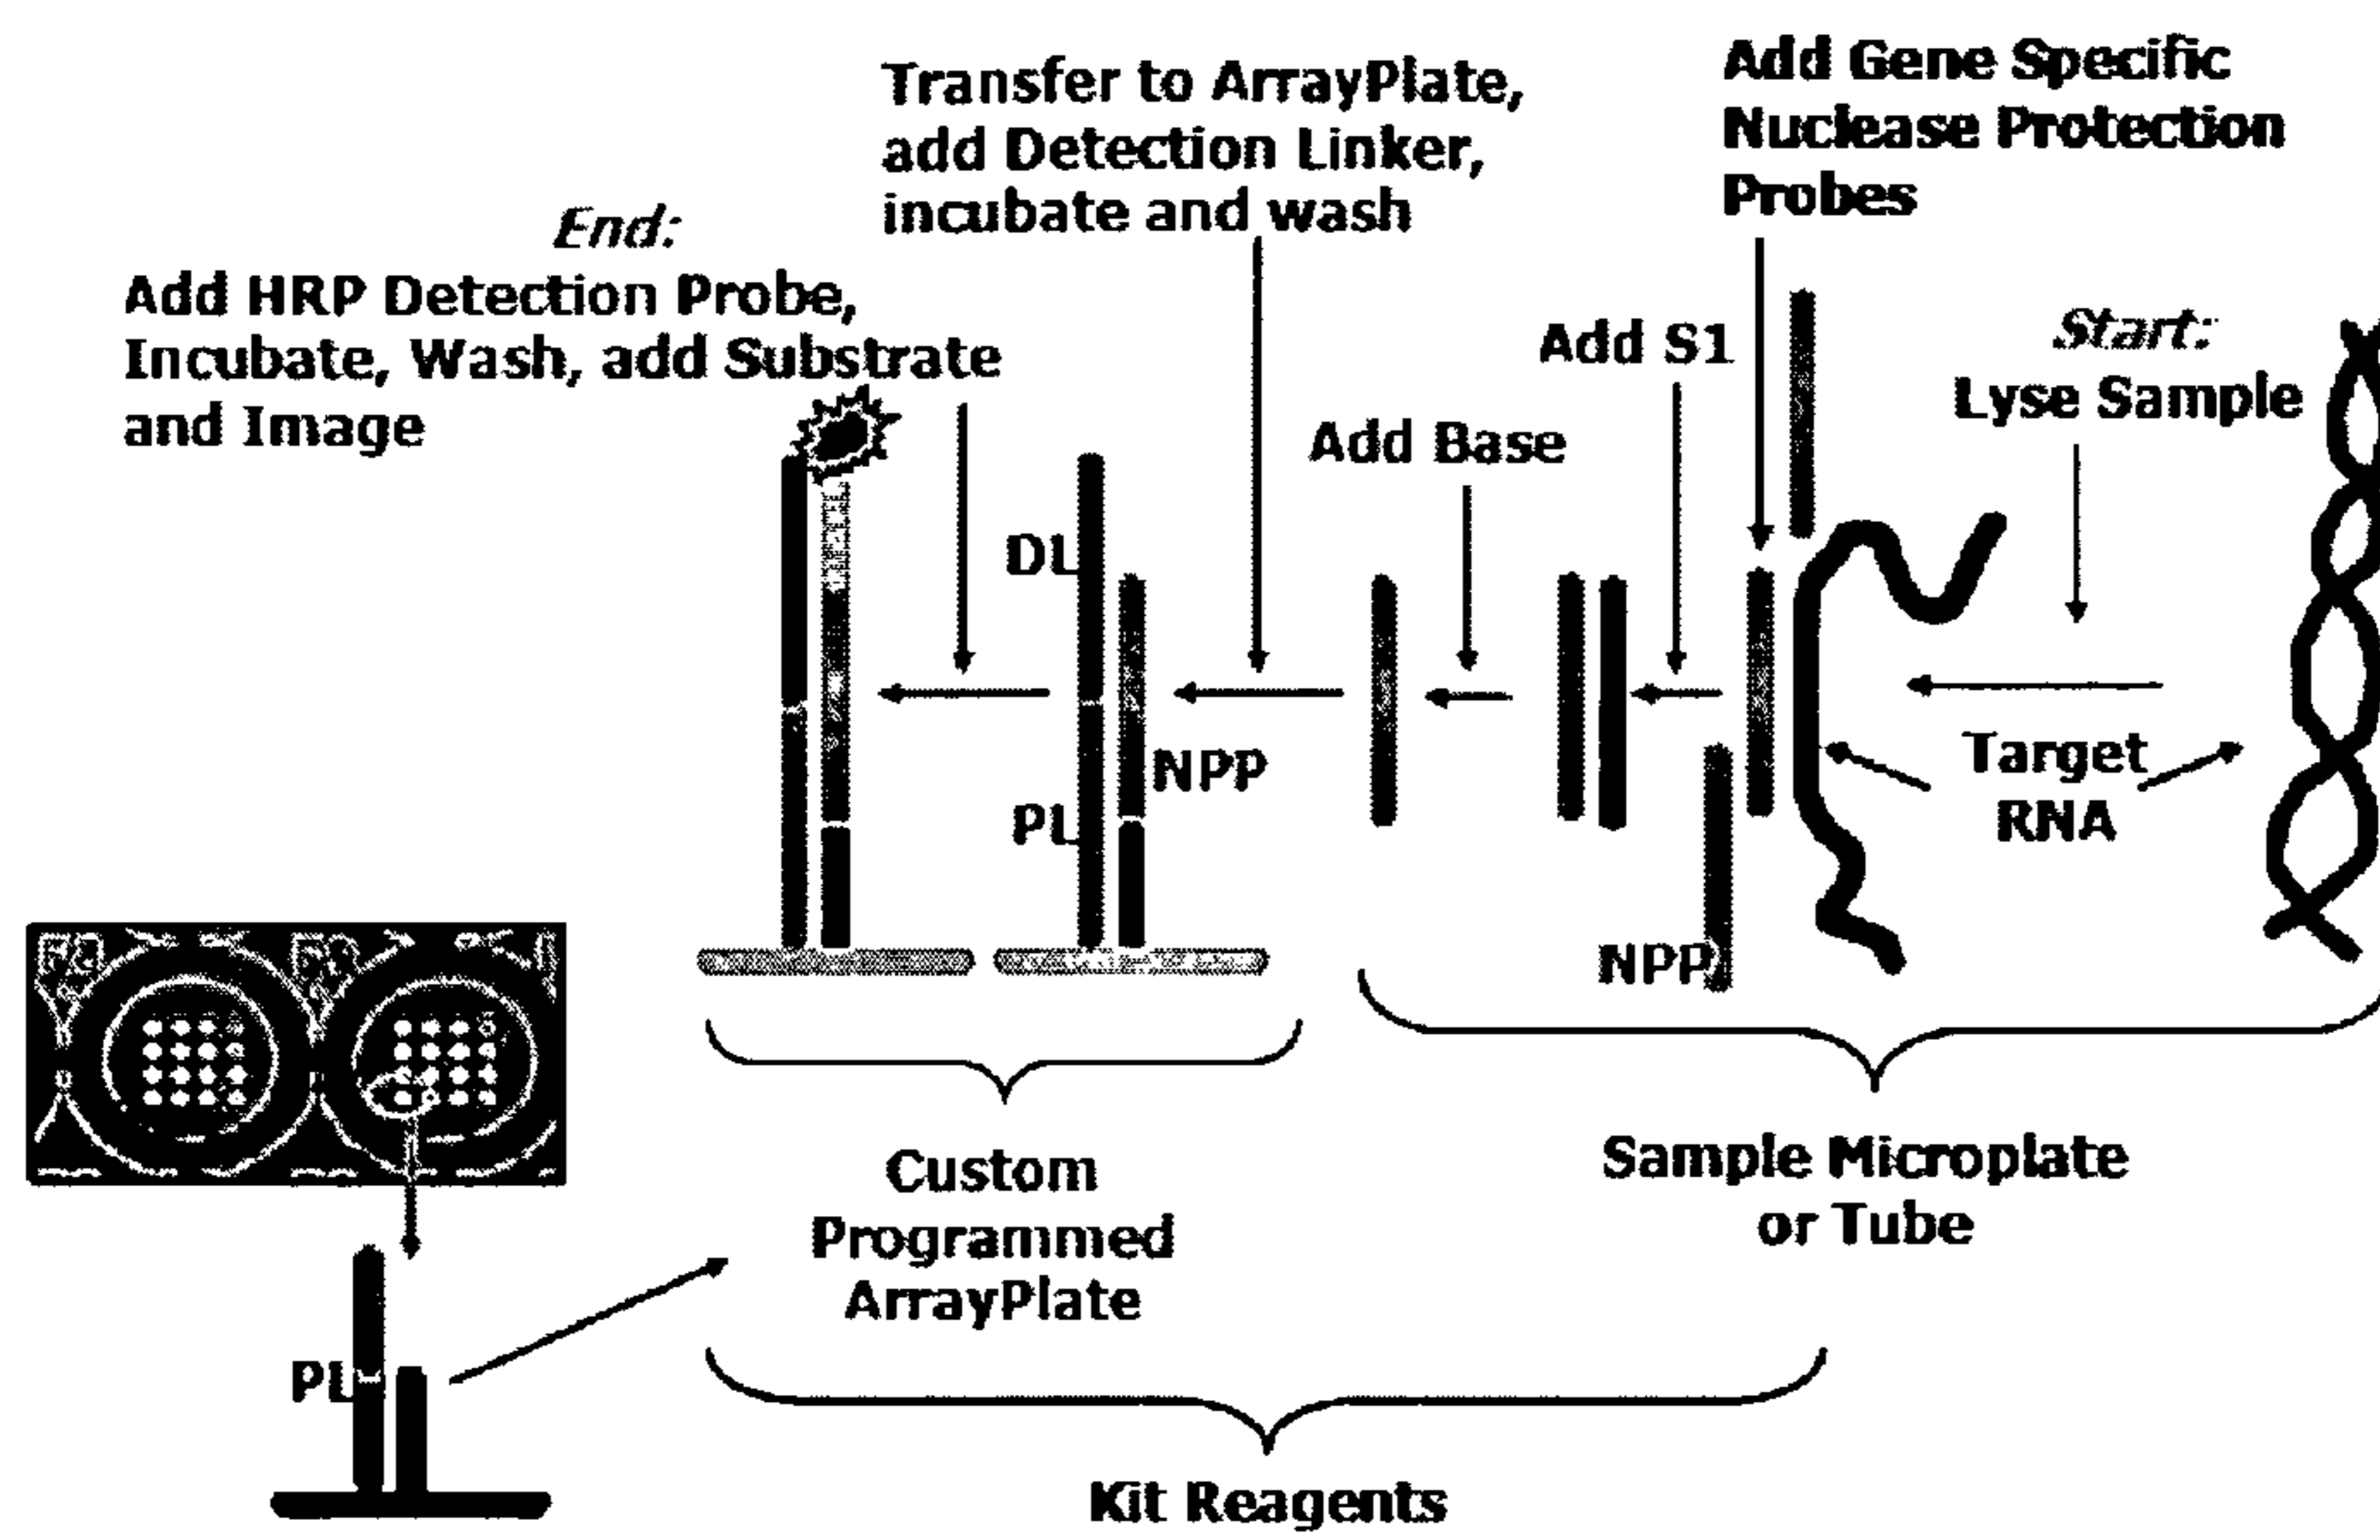 Transfer to ArrayPlate,
add Detection Linker,
incubate and wash
Add Gene Specific
Nuclease Protection
Probes
End:
Add HRP Detection Probe,
Incubate, Wash, add Substrate
and Image
Add S1
Start:
Lyse Sample
Add Base
DL
NPP
PL
Target
RNA
NPP
Custom
Programmed
ArrayPlate
Sample Microplate
or Tube
PL
Kit Reagents